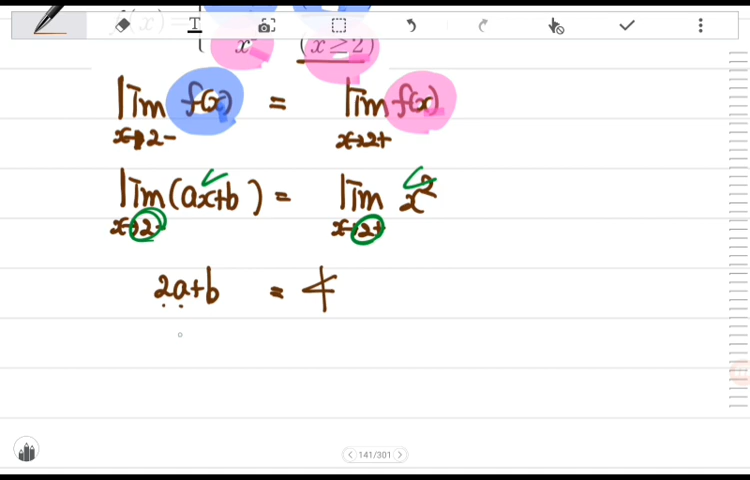 f(x) =
x² (x ≥ 2)
lim f(x) = lim f(x)
x→2- x→2+
lim (ax+b) = lim x²
x→2- x→2+
2a+b = 4
141/301